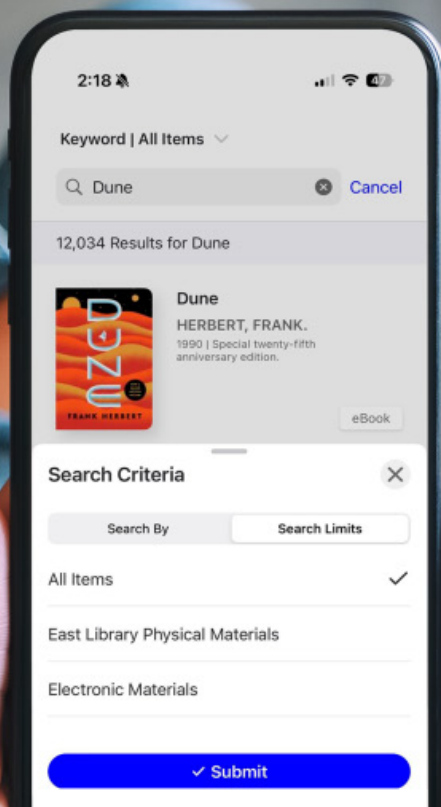 2:18
47
Keyword | All Items
Dune
Cancel
12,034 Results for Dune
DUNE
FRANK HERBERT
Dune
HERBERT, FRANK.
1990 | Special twenty-fifth
anniversary edition.
eBook
Search Criteria
Search By
Search Limits
All Items
East Library Physical Materials
Electronic Materials
Submit